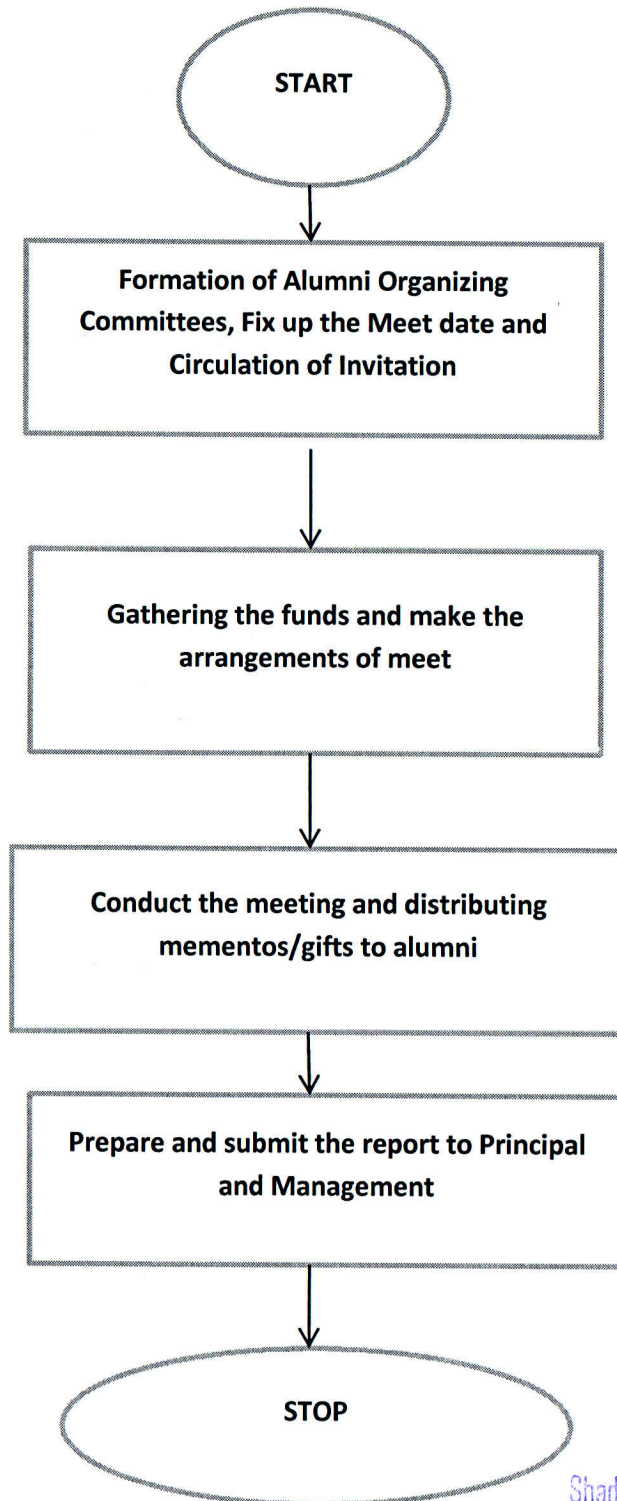 START
Formation of Alumni Organizing
Committees, Fix up the Meet date and
Circulation of Invitation
Gathering the funds and make the
arrangements of meet
Conduct the meeting and distributing
mementos/gifts to alumni
Prepare and submit the report to Principal
and Management
STOP
Shad